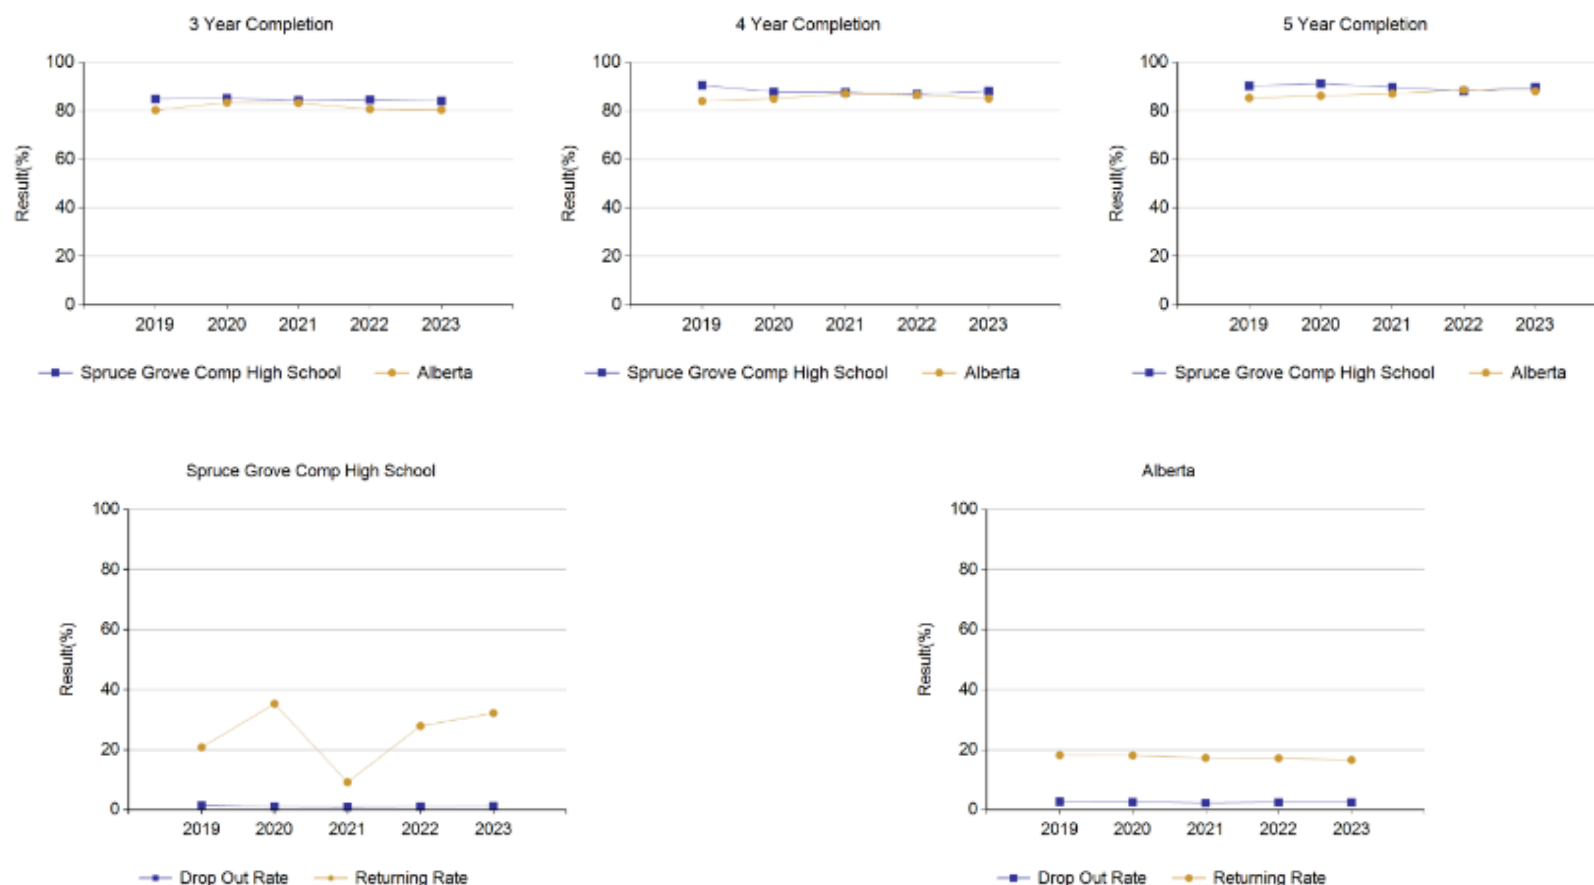 3 Year Completion
4 Year Completion
5 Year Completion
100
80
60
40
20
0
Result(%)
2019 2020 2021 2022 2023
Spruce Grove Comp High School Alberta
100
80
60
40
20
0
Result(%)
2019 2020 2021 2022 2023
Spruce Grove Comp High School Alberta
100
80
60
40
20
0
Result(%)
2019 2020 2021 2022 2023
Spruce Grove Comp High School Alberta
Spruce Grove Comp High School
100
80
60
40
20
0
Result(%)
2019 2020 2021 2022 2023
Drop Out Rate Returning Rate
Alberta
100
80
60
40
20
0
Result(%)
2019 2020 2021 2022 2023
Drop Out Rate Returning Rate